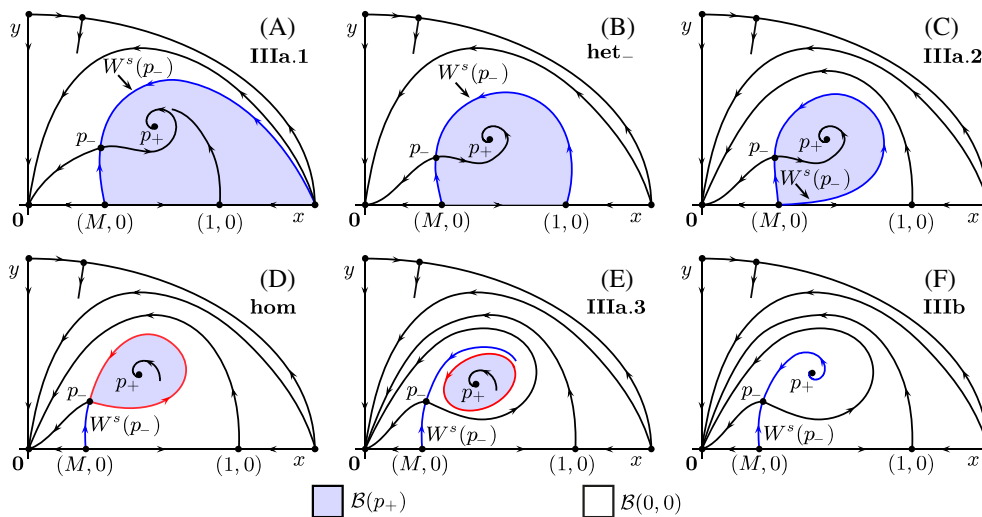 (A)
IIIa.1
y
W^s(p_−)
p_−
p_+
0
(M, 0)
(1, 0)
x
(B)
het_−
y
W^s(p_−)
p_−
p_+
0
(M, 0)
(1, 0)
x
(C)
IIIa.2
y
p_−
p_+
W^s(p_−)
0
(M, 0)
(1, 0)
x
(D)
hom
y
p_−
p_+
W^s(p_−)
0
(M, 0)
(1, 0)
x
(E)
IIIa.3
y
p_−
p_+
W^s(p_−)
0
(M, 0)
(1, 0)
x
(F)
IIIb
y
p_−
p_+
W^s(p_−)
0
(M, 0)
(1, 0)
x
ℬ(p_+)
ℬ(0, 0)